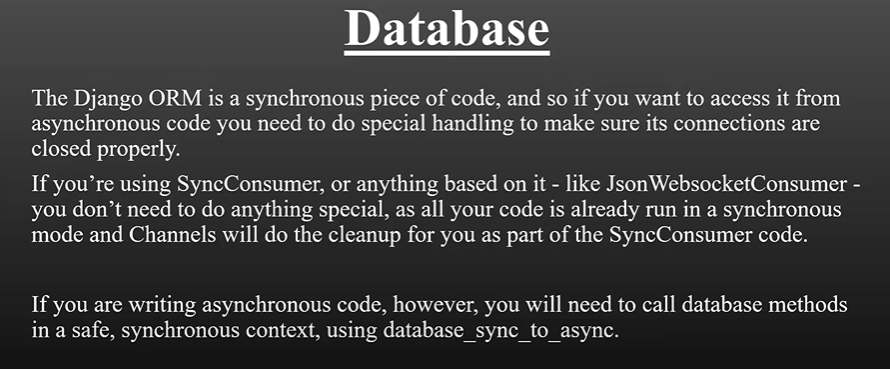 Database
The Django ORM is a synchronous piece of code, and so if you want to access it from
asynchronous code you need to do special handling to make sure its connections are
closed properly.
If you’re using SyncConsumer, or anything based on it - like JsonWebsocketConsumer -
you don’t need to do anything special, as all your code is already run in a synchronous
mode and Channels will do the cleanup for you as part of the SyncConsumer code.
If you are writing asynchronous code, however, you will need to call database methods
in a safe, synchronous context, using database_sync_to_async.